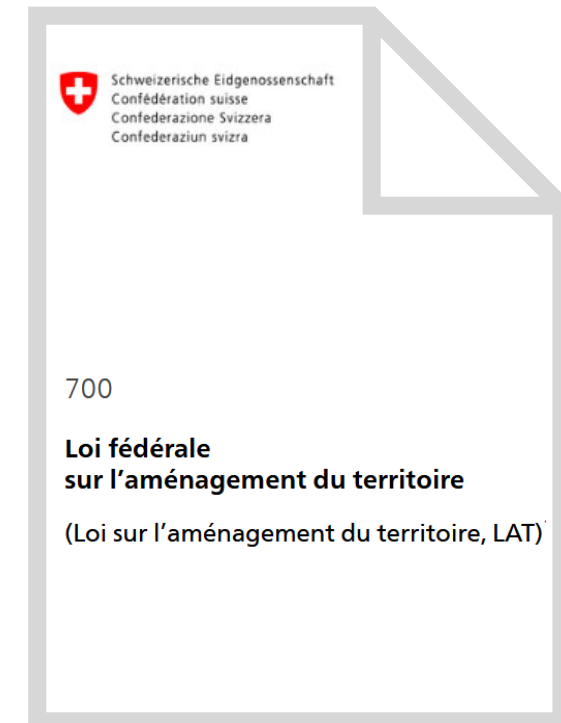 Schweizerische Eidgenossenschaft
Confédération suisse
Confederazione Svizzera
Confederaziun svizra
700
Loi fédérale
sur l’aménagement du territoire
(Loi sur l’aménagement du territoire, LAT)